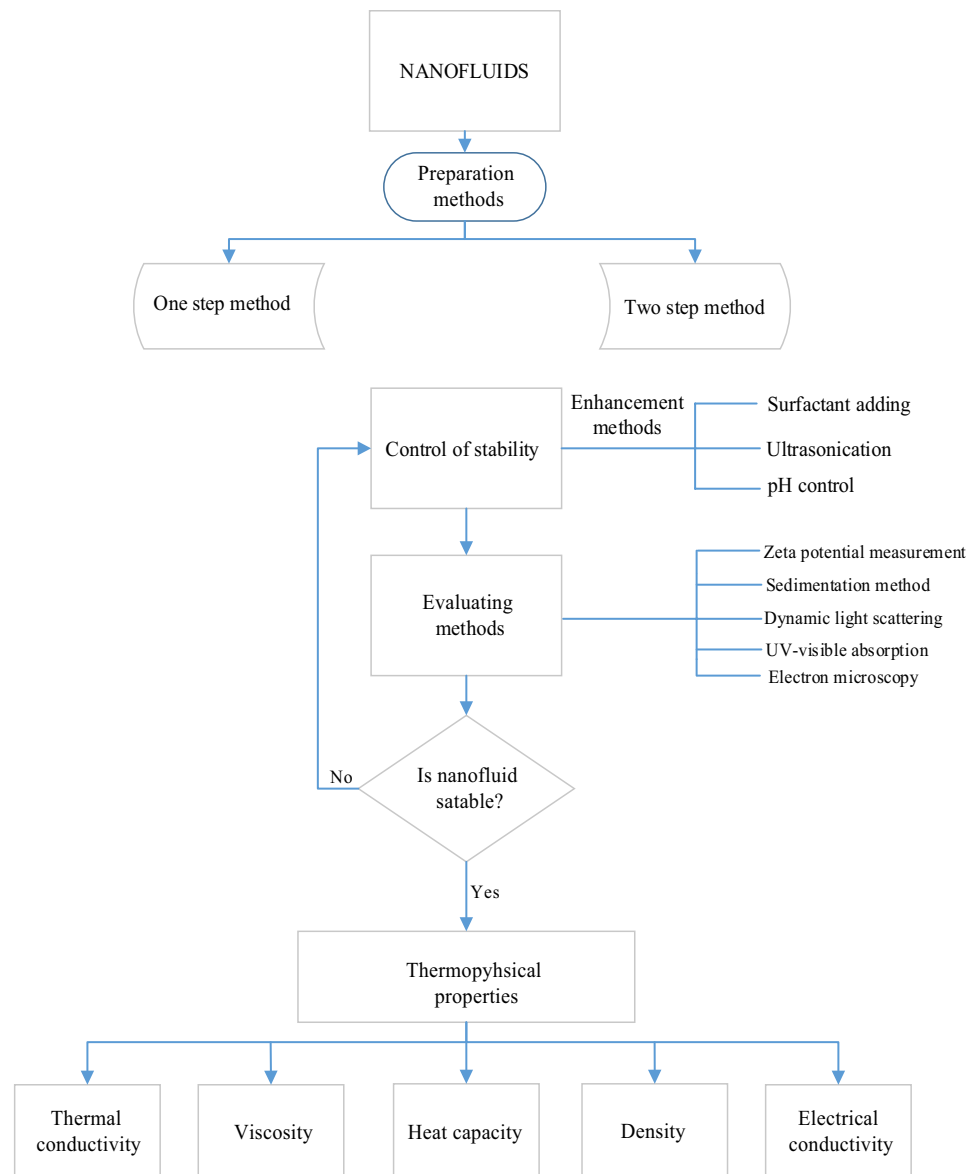 NANOFLUIDS
Preparation
methods
One step method
Two step method
Control of stability
Enhancement
methods
Surfactant adding
Ultrasonication
pH control
Evaluating
methods
Zeta potential measurement
Sedimentation method
Dynamic light scattering
UV-visible absorption
Electron microscopy
Is nanofluid
satable?
No
Yes
Thermopyhsical
properties
Thermal
conductivity
Viscosity
Heat capacity
Density
Electrical
conductivity